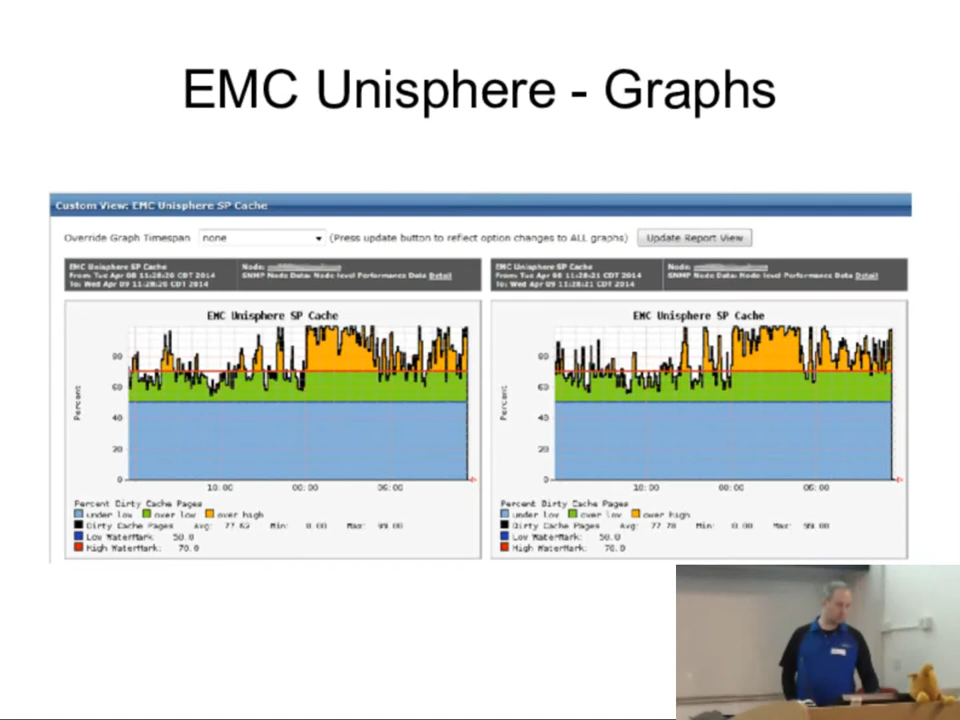 EMC Unisphere - Graphs
Custom View: EMC Unisphere SP Cache
Override Graph Timespan none (Press update button to reflect option changes to ALL graphs) Update Report View
EMC Unisphere SP Cache
From: Tue Apr 08 11:28:20 CDT 2014
To: Wed Apr 09 11:28:20 CDT 2014
Node:
SNMP Node Data: Node level Performance Data Detail
EMC Unisphere SP Cache
From: Tue Apr 08 11:28:21 CDT 2014
To: Wed Apr 09 11:28:21 CDT 2014
Node:
SNMP Node Data: Node level Performance Data Detail
EMC Unisphere SP Cache
Percent
80
60
40
20
0
18:00 00:00 06:00
Percent Dirty Cache Pages
under low over low over high
Dirty Cache Pages Avg: 77.62 Min: 0.00 Max: 99.00
Low WaterMark: 50.0
High WaterMark: 70.0
EMC Unisphere SP Cache
Percent
80
60
40
20
0
18:00 00:00 06:00
Percent Dirty Cache Pages
under low over low over high
Dirty Cache Pages Avg: 77.78 Min: 0.00 Max: 99.00
Low WaterMark: 50.0
High WaterMark: 70.0